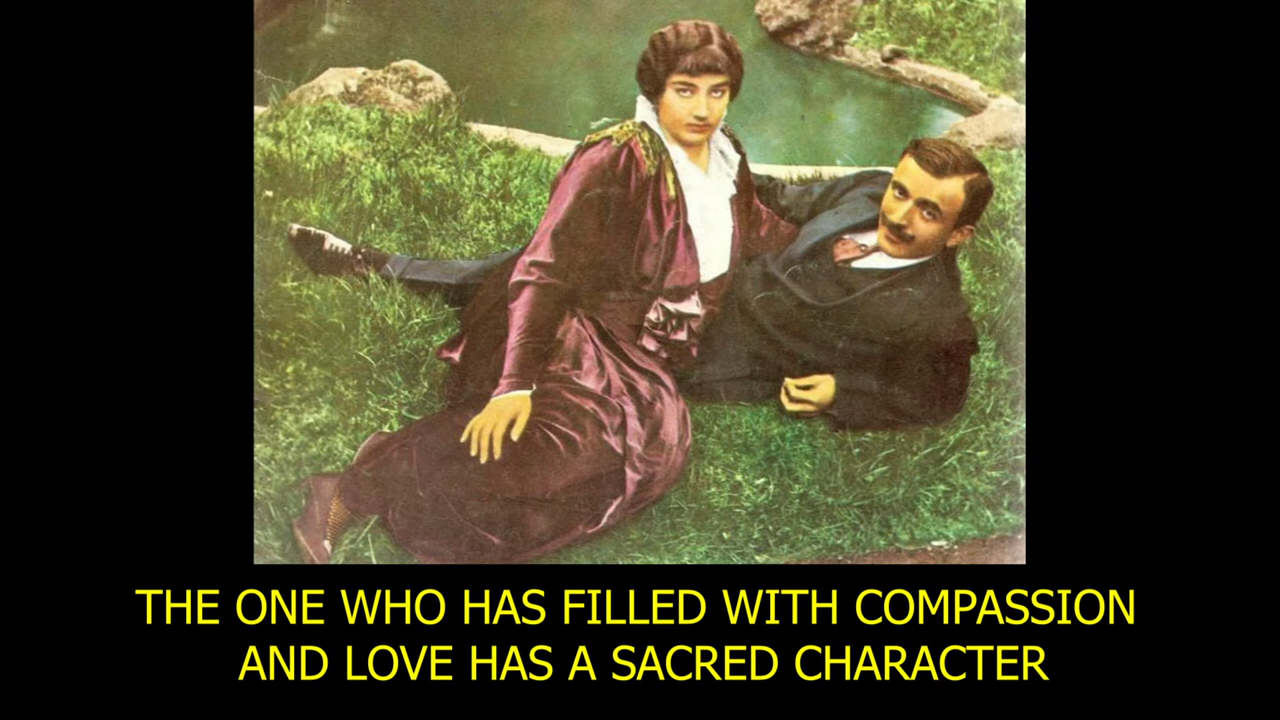 THE ONE WHO HAS FILLED WITH COMPASSION
AND LOVE HAS A SACRED CHARACTER